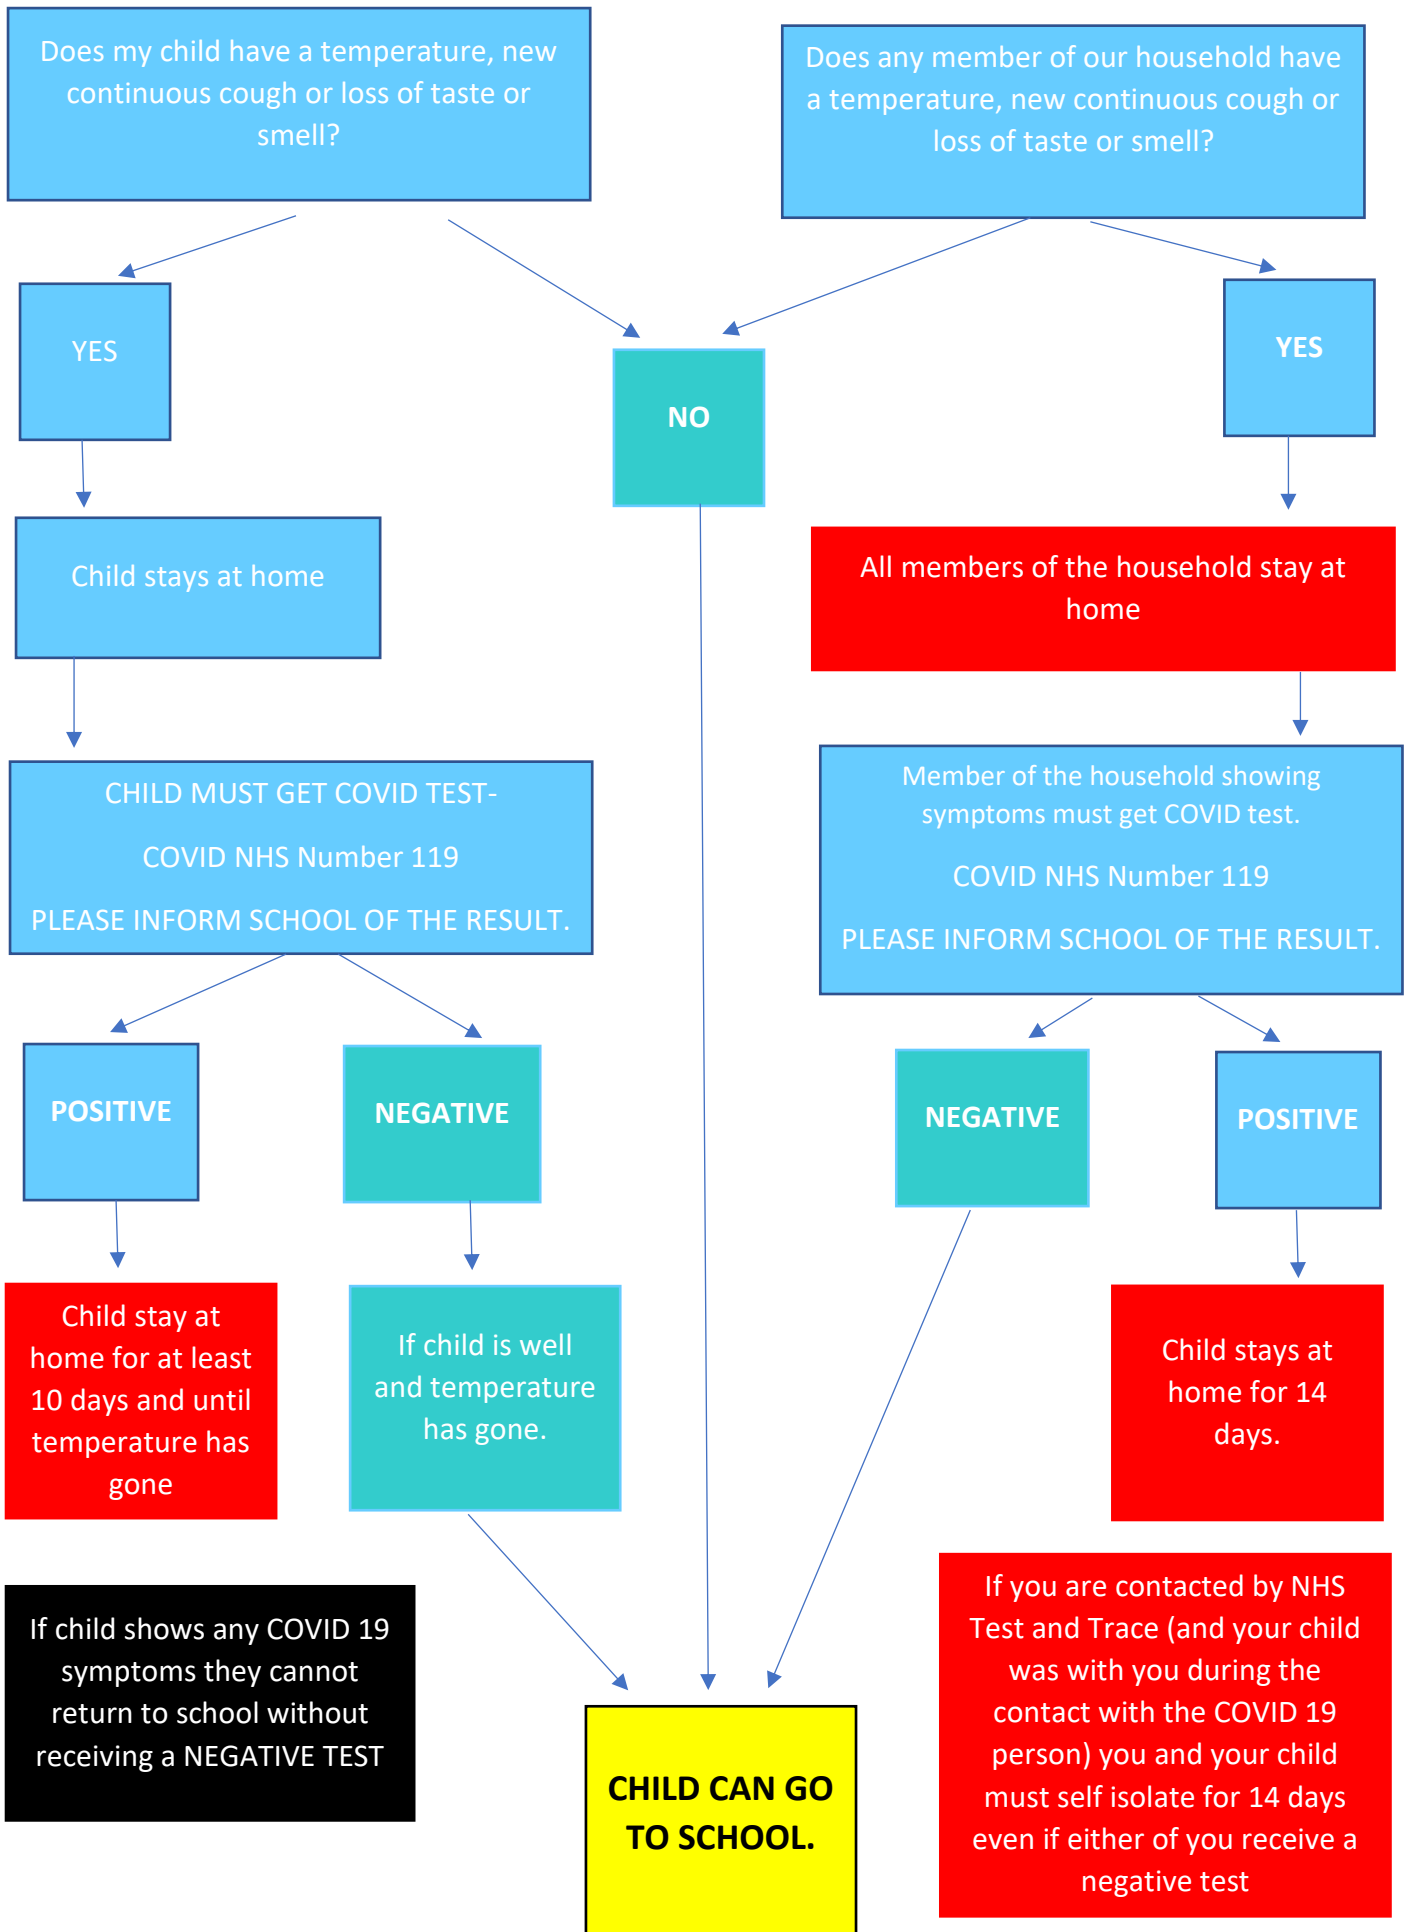 Does my child have a temperature, new
continuous cough or loss of taste or
smell?
Does any member of our household have
a temperature, new continuous cough or
loss of taste or smell?
YES
NO
YES
Child stays at home
All members of the household stay at
home
CHILD MUST GET COVID TEST-
COVID NHS Number 119
PLEASE INFORM SCHOOL OF THE RESULT.
Member of the household showing
symptoms must get COVID test.
COVID NHS Number 119
PLEASE INFORM SCHOOL OF THE RESULT.
POSITIVE
NEGATIVE
NEGATIVE
POSITIVE
Child stay at
home for at least
10 days and until
temperature has
gone
If child is well
and temperature
has gone.
Child stays at
home for 14
days.
If child shows any COVID 19
symptoms they cannot
return to school without
receiving a NEGATIVE TEST
CHILD CAN GO
TO SCHOOL.
If you are contacted by NHS
Test and Trace (and your child
was with you during the
contact with the COVID 19
person) you and your child
must self isolate for 14 days
even if either of you receive a
negative test